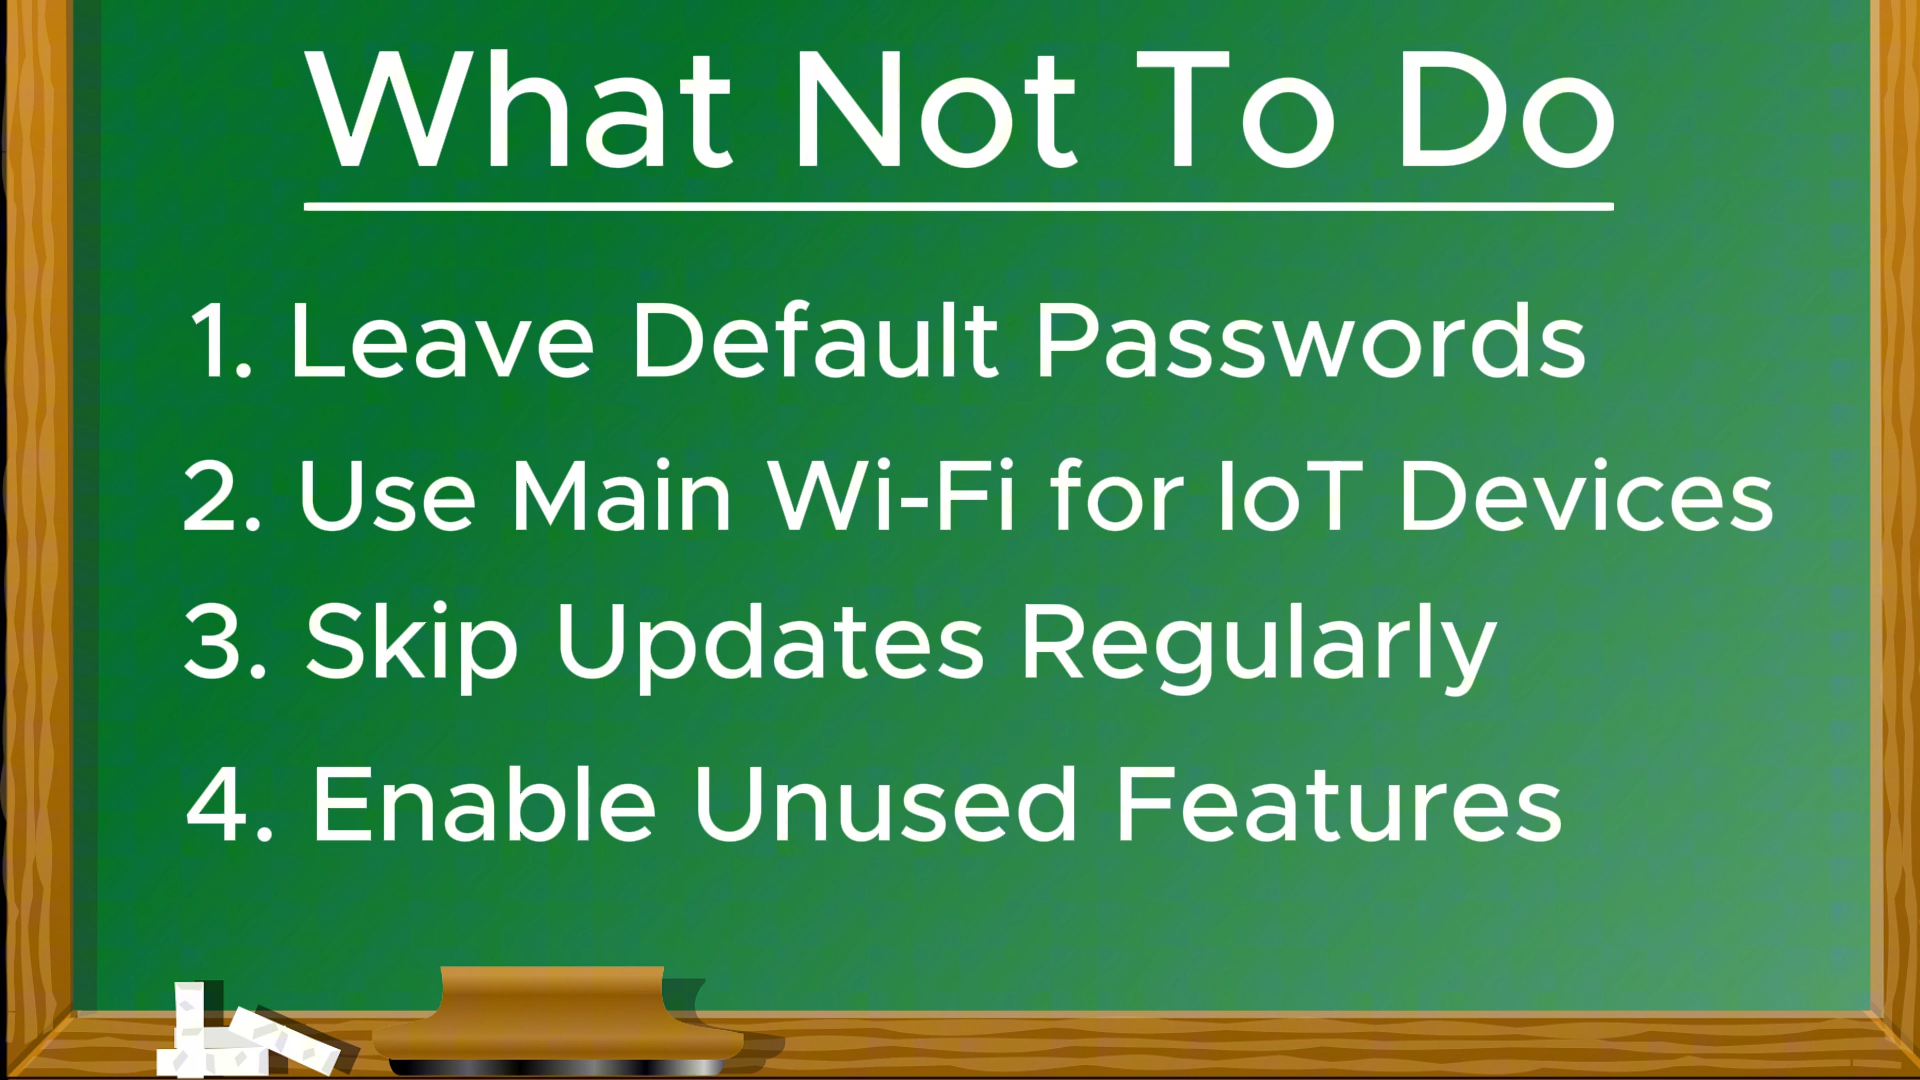 What Not To Do
1. Leave Default Passwords
2. Use Main Wi-Fi for IoT Devices
3. Skip Updates Regularly
4. Enable Unused Features